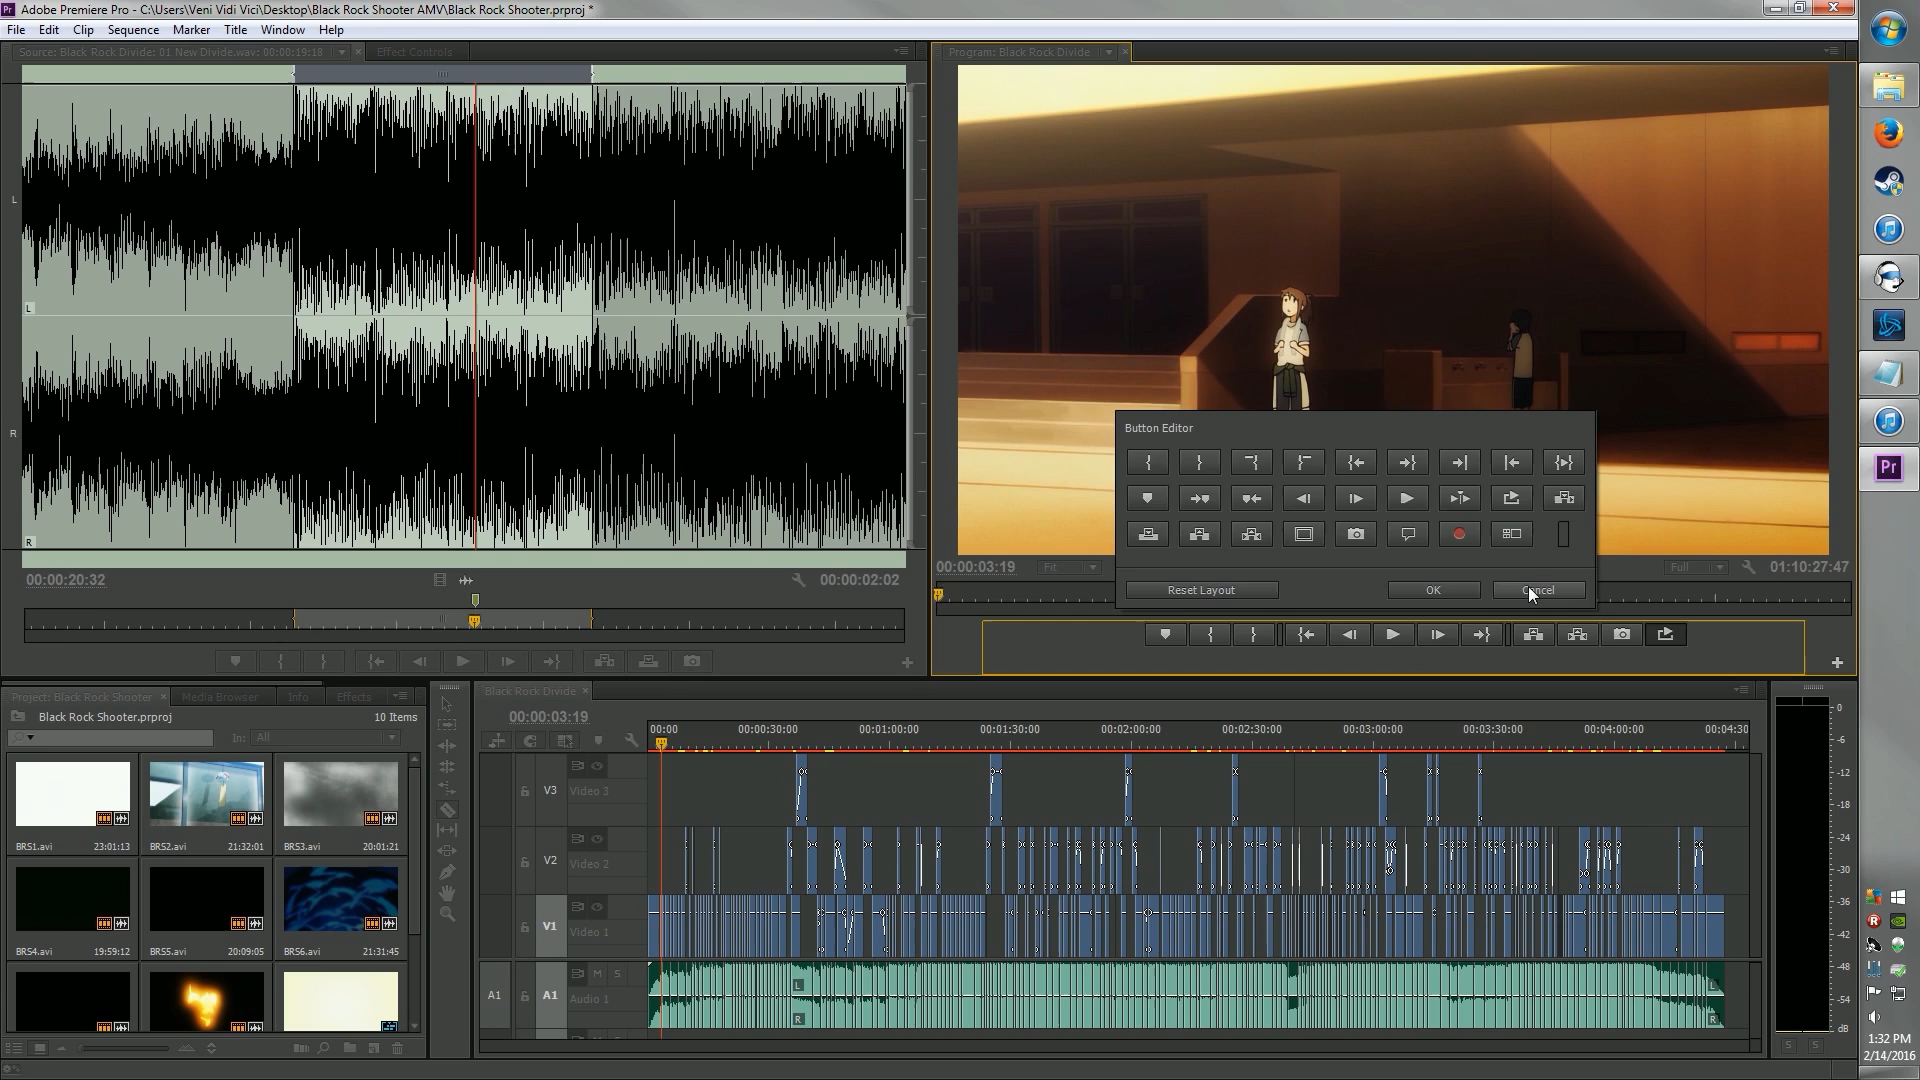 Pr Adobe Premiere Pro - C:\Users\Veni Vidi Vici\Desktop\Black Rock Shooter AMV\Black Rock Shooter.prproj *
File Edit Clip Sequence Marker Title Window Help
Source: Black Rock Divide: 01 New Divide.wav: 00:00:19:18
Effect Controls
Program: Black Rock Divide
L
L
R
R
00:00:20:32
00:00:02:02
Button Editor
Reset Layout
OK
Cancel
00:00:03:19
Fit
Full
01:10:27:47
Project: Black Rock Shooter
Media Browser
Info
Effects
Black Rock Shooter.prproj
10 Items
In: All
BRS1.avi 23:01:13
BRS2.avi 21:32:01
BRS3.avi 20:01:21
BRS4.avi 19:59:12
BRS5.avi 20:09:05
BRS6.avi 21:31:45
Black Rock Divide
00:00:03:19
00:00
00:00:30:00
00:01:00:00
00:01:30:00
00:02:00:00
00:02:30:00
00:03:00:00
00:03:30:00
00:04:00:00
00:04:30
V3 Video 3
V2 Video 2
V1 Video 1
M S
A1 A1 Audio 1
L
R
L
R
0
-6
-12
-18
-24
-30
-36
-42
-48
-54
dB
S S
Pr
1:32 PM
2/14/2016